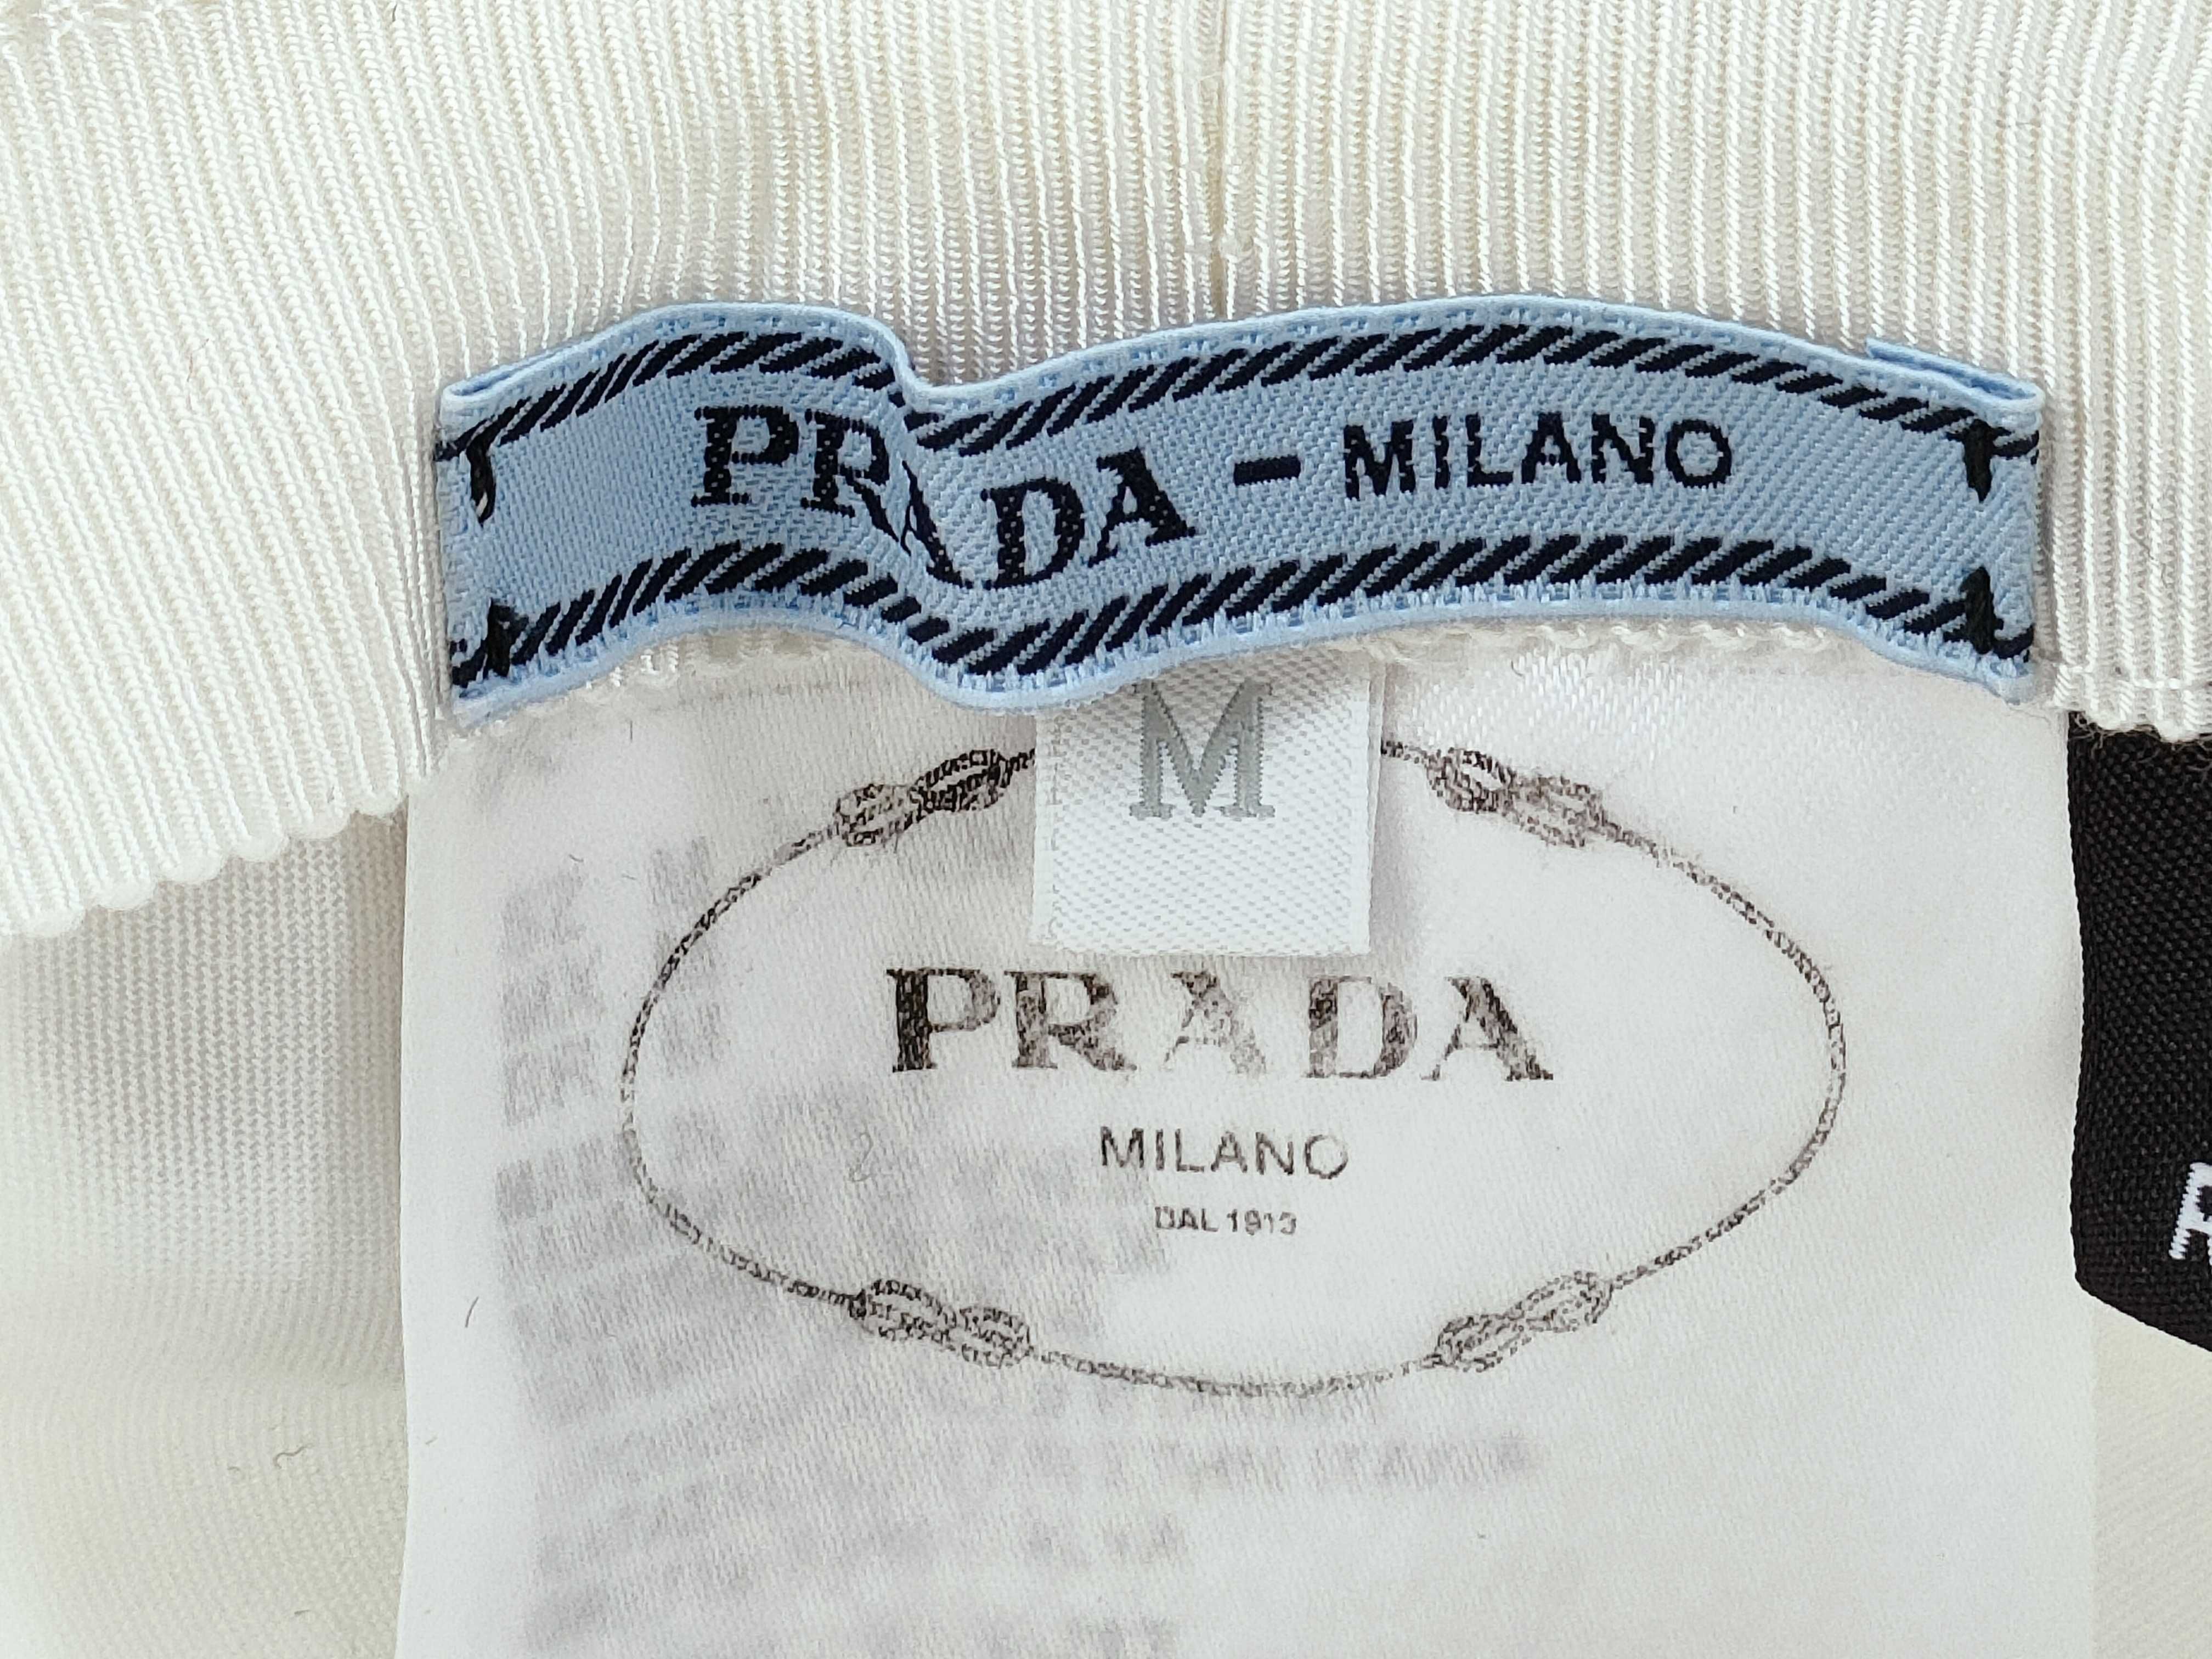 PRADA - MILANO
M
PRADA
MILANO
DAL 1913